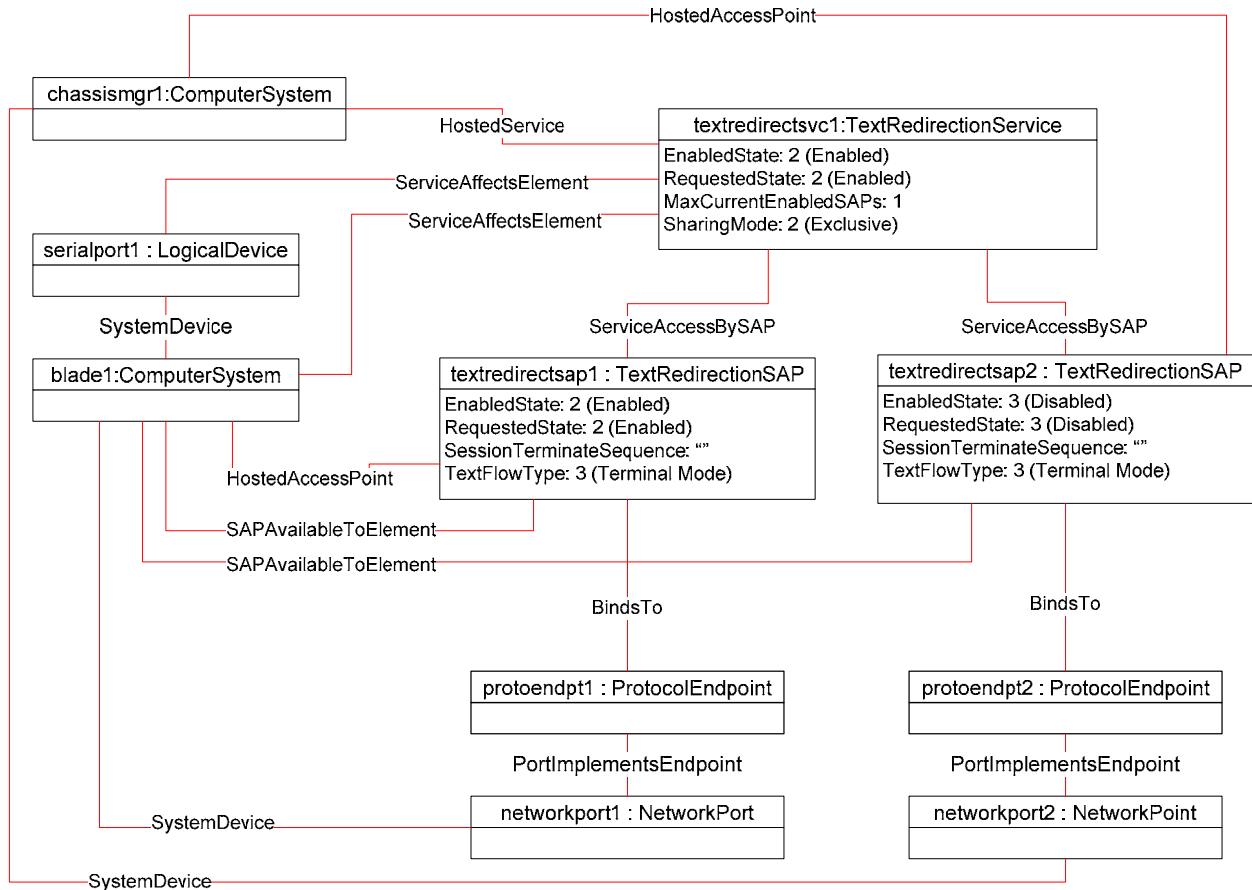 HostedAccessPoint
chassismgr1:ComputerSystem
HostedService
textredirectsvc1:TextRedirectionService
EnabledState: 2 (Enabled)
RequestedState: 2 (Enabled)
MaxCurrentEnabledSAPs: 1
SharingMode: 2 (Exclusive)
ServiceAffectsElement
ServiceAffectsElement
serialport1 : LogicalDevice
SystemDevice
ServiceAccessBySAP
ServiceAccessBySAP
blade1:ComputerSystem
textredirectsap1 : TextRedirectionSAP
EnabledState: 2 (Enabled)
RequestedState: 2 (Enabled)
SessionTerminateSequence: “”
TextFlowType: 3 (Terminal Mode)
textredirectsap2 : TextRedirectionSAP
EnabledState: 3 (Disabled)
RequestedState: 3 (Disabled)
SessionTerminateSequence: “”
TextFlowType: 3 (Terminal Mode)
HostedAccessPoint
SAPAvailableToElement
SAPAvailableToElement
BindsTo
BindsTo
protoendpt1 : ProtocolEndpoint
protoendpt2 : ProtocolEndpoint
PortImplementsEndpoint
PortImplementsEndpoint
networkport1 : NetworkPort
networkport2 : NetworkPoint
SystemDevice
SystemDevice